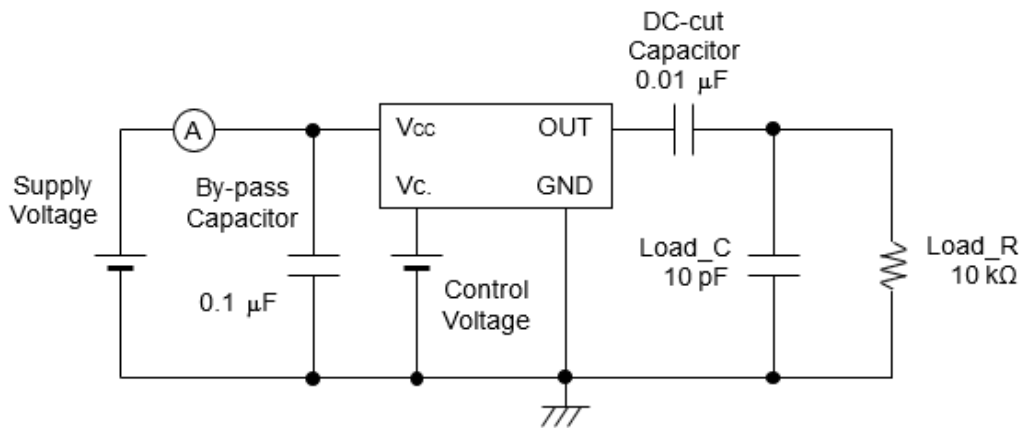 DC-cut
Capacitor
0.01 μF
A
Vcc
OUT
Supply
Voltage
By-pass
Capacitor
Vc.
GND
0.1 μF
Control
Voltage
Load_C
10 pF
Load_R
10 kΩ